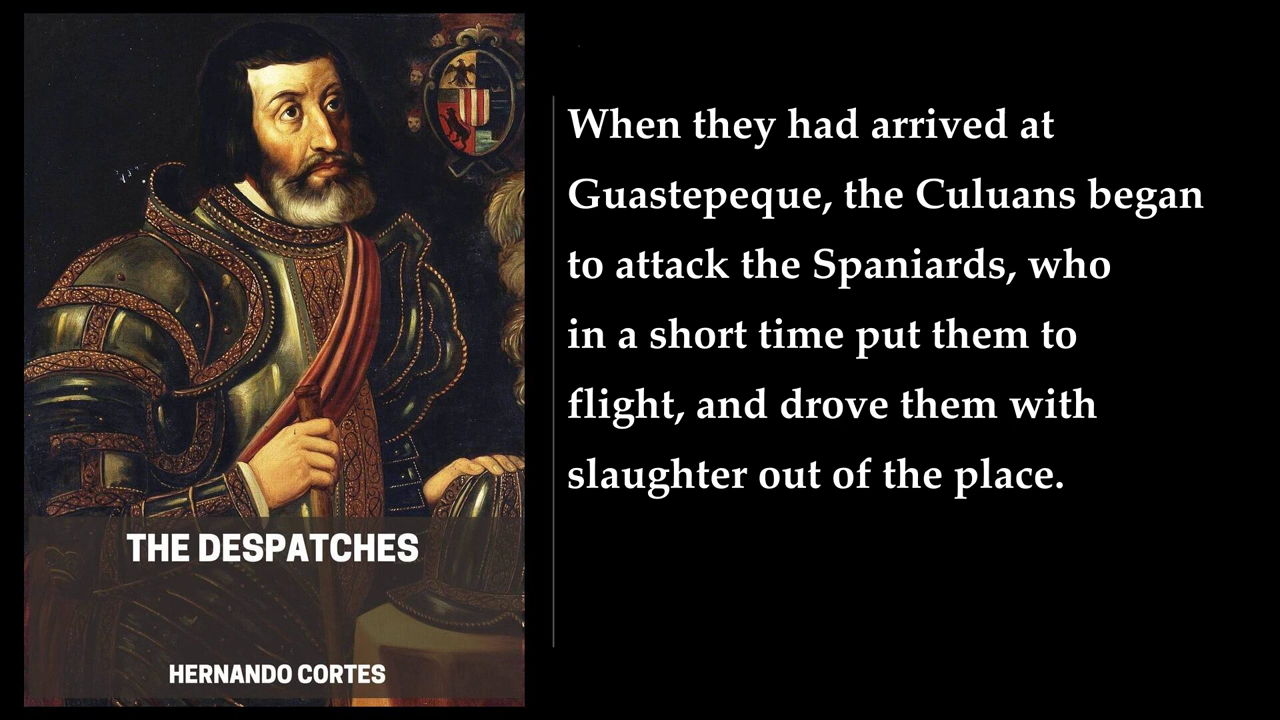 THE DESPATCHES
HERNANDO CORTES
When they had arrived at
Guastepeque, the Culuans began
to attack the Spaniards, who
in a short time put them to
flight, and drove them with
slaughter out of the place.